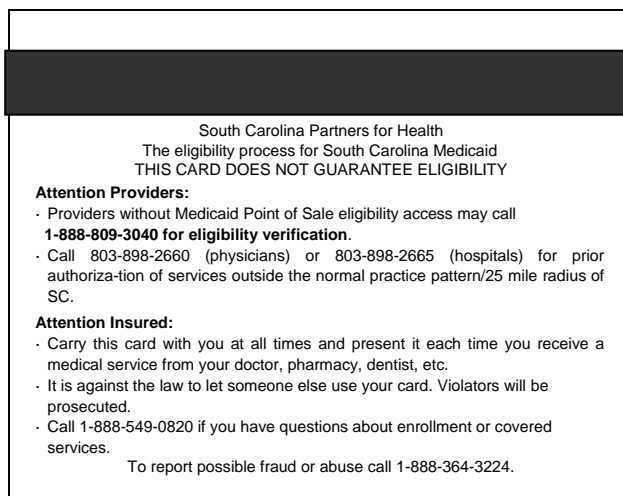 South Carolina Partners for Health
The eligibility process for South Carolina Medicaid
THIS CARD DOES NOT GUARANTEE ELIGIBILITY
Attention Providers:
· Providers without Medicaid Point of Sale eligibility access may call
1-888-809-3040 for eligibility verification.
· Call 803-898-2660 (physicians) or 803-898-2665 (hospitals) for prior
authoriza-tion of services outside the normal practice pattern/25 mile radius of
SC.
Attention Insured:
· Carry this card with you at all times and present it each time you receive a
medical service from your doctor, pharmacy, dentist, etc.
· It is against the law to let someone else use your card. Violators will be
prosecuted.
· Call 1-888-549-0820 if you have questions about enrollment or covered
services.
To report possible fraud or abuse call 1-888-364-3224.